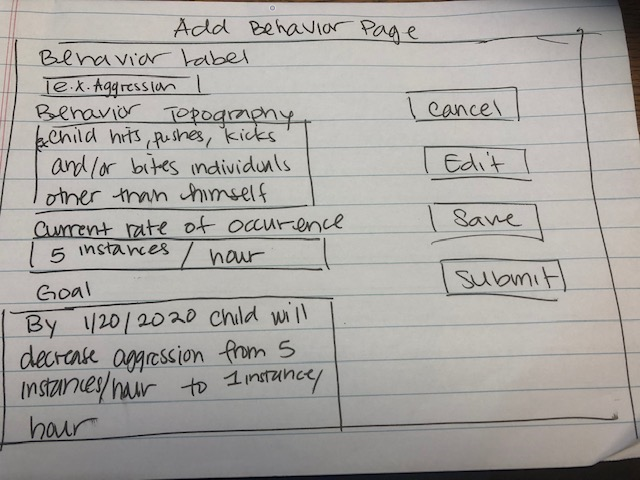 Add Behavior Page
Behavior Label
e.x. Aggression
Behavior Topography
Child hits, pushes, kicks
and/or bites individuals
other than himself
Current rate of occurrence
5 instances / hour
Goal
By 1/20/2020 child will
decrease aggression from 5
instances/hour to 1 instance/
hour
Cancel
Edit
Save
Submit